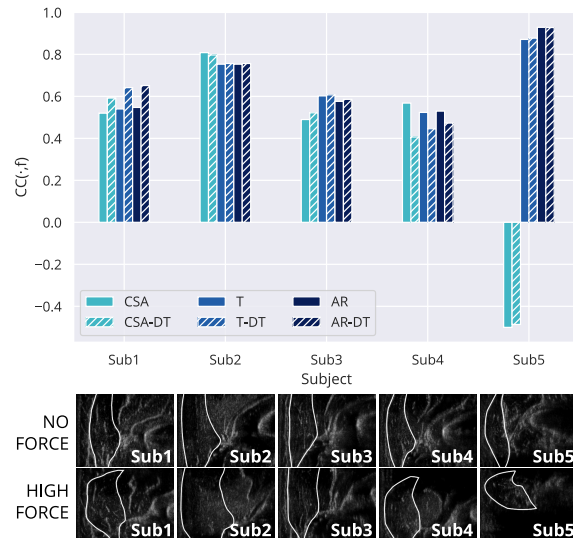 1.0
0.8
0.6
0.4
0.2
0.0
−0.2
−0.4
CC(·,f)
CSA T AR
CSA-DT T-DT AR-DT
Sub1 Sub2 Sub3 Sub4 Sub5
Subject
NO FORCE
Sub1 Sub2 Sub3 Sub4 Sub5
HIGH FORCE
Sub1 Sub2 Sub3 Sub4 Sub5